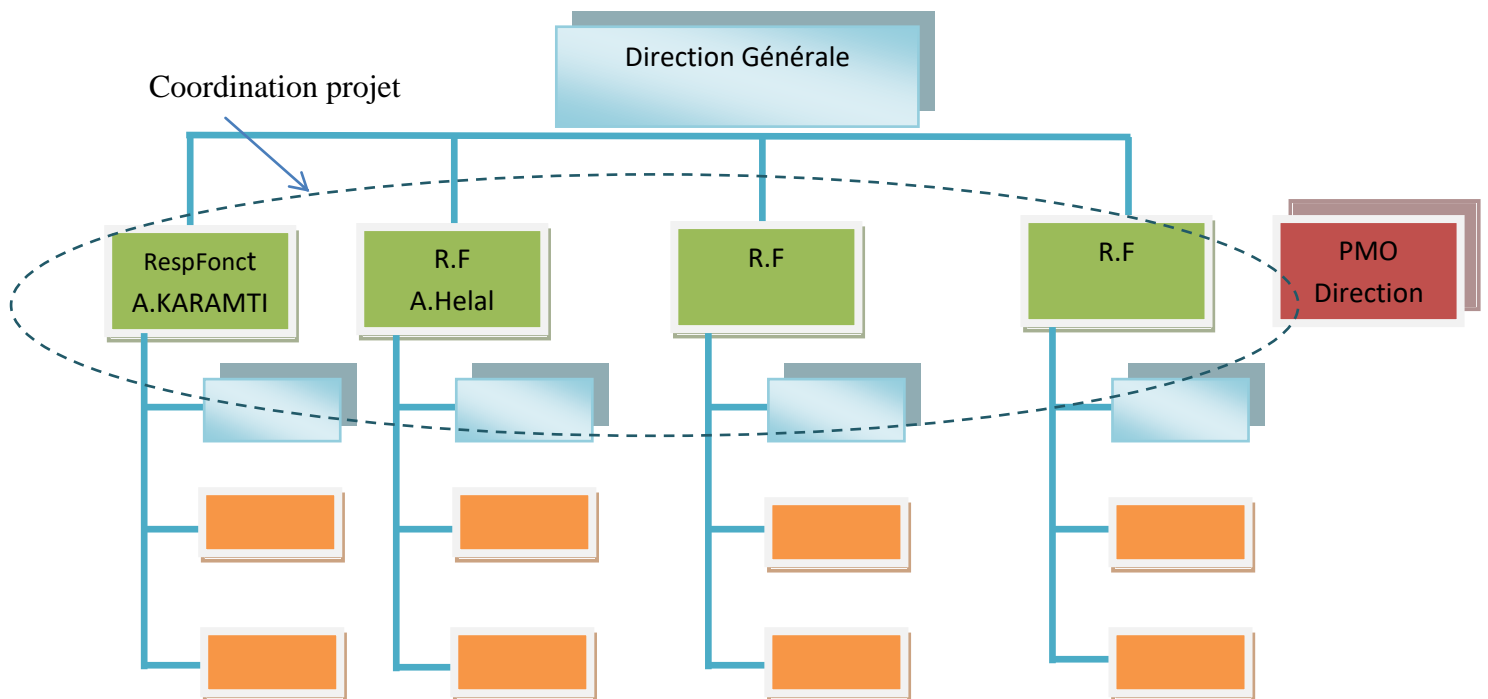 Direction Générale
Coordination projet
RespFonct
A.KARAMTI
R.F
A.Helal
R.F
R.F
PMO
Direction